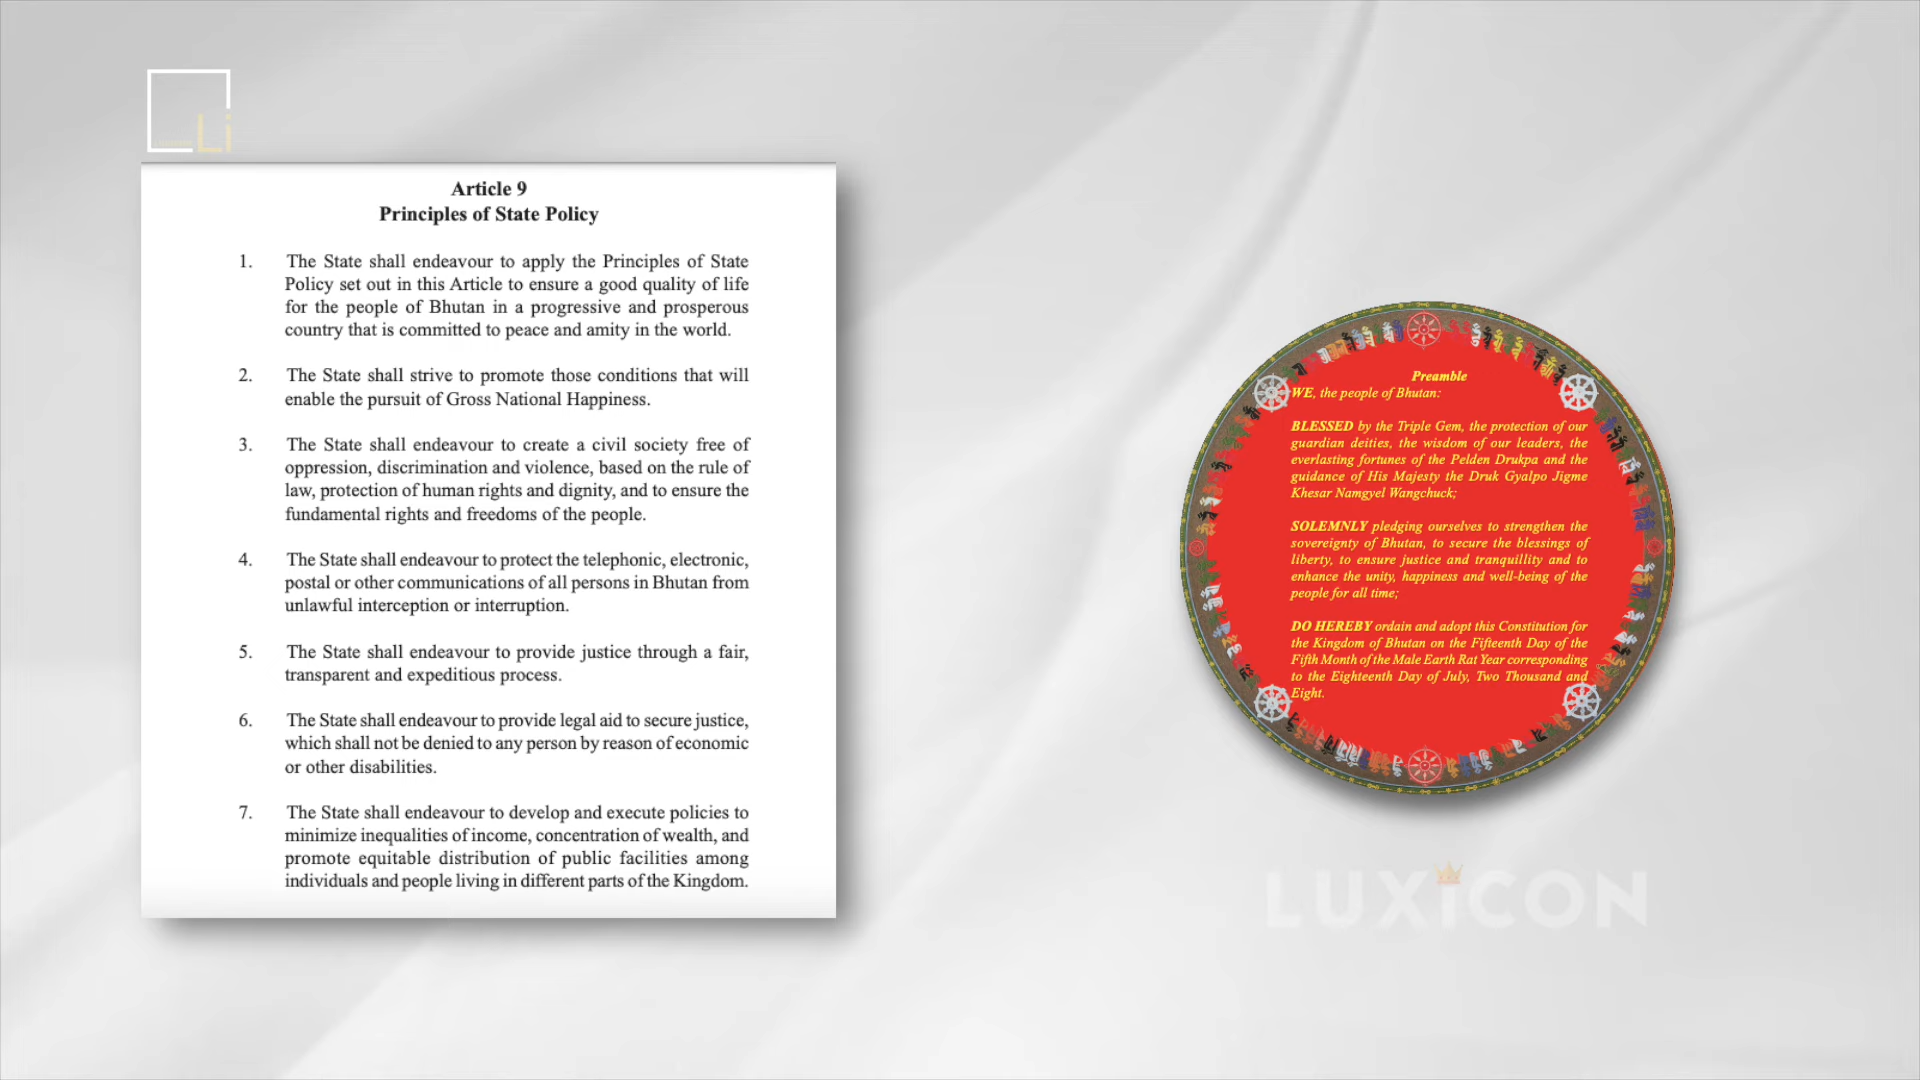 Li
Article 9
Principles of State Policy
1. The State shall endeavour to apply the Principles of State
Policy set out in this Article to ensure a good quality of life
for the people of Bhutan in a progressive and prosperous
country that is committed to peace and amity in the world.
2. The State shall strive to promote those conditions that will
enable the pursuit of Gross National Happiness.
3. The State shall endeavour to create a civil society free of
oppression, discrimination and violence, based on the rule of
law, protection of human rights and dignity, and to ensure the
fundamental rights and freedoms of the people.
4. The State shall endeavour to protect the telephonic, electronic,
postal or other communications of all persons in Bhutan from
unlawful interception or interruption.
5. The State shall endeavour to provide justice through a fair,
transparent and expeditious process.
6. The State shall endeavour to provide legal aid to secure justice,
which shall not be denied to any person by reason of economic
or other disabilities.
7. The State shall endeavour to develop and execute policies to
minimize inequalities of income, concentration of wealth, and
promote equitable distribution of public facilities among
individuals and people living in different parts of the Kingdom.
Preamble
WE, the people of Bhutan:
BLESSED by the Triple Gem, the protection of our
guardian deities, the wisdom of our leaders, the
everlasting fortunes of the Pelden Drukpa and the
guidance of His Majesty the Druk Gyalpo Jigme
Khesar Namgyel Wangchuck;
SOLEMNLY pledging ourselves to strengthen the
sovereignty of Bhutan, to secure the blessings of
liberty, to ensure justice and tranquillity and to
enhance the unity, happiness and well-being of the
people for all time;
DO HEREBY ordain and adopt this Constitution for
the Kingdom of Bhutan on the Fifteenth Day of the
Fifth Month of the Male Earth Rat Year corresponding
to the Eighteenth Day of July, Two Thousand and
Eight.
LUXICON